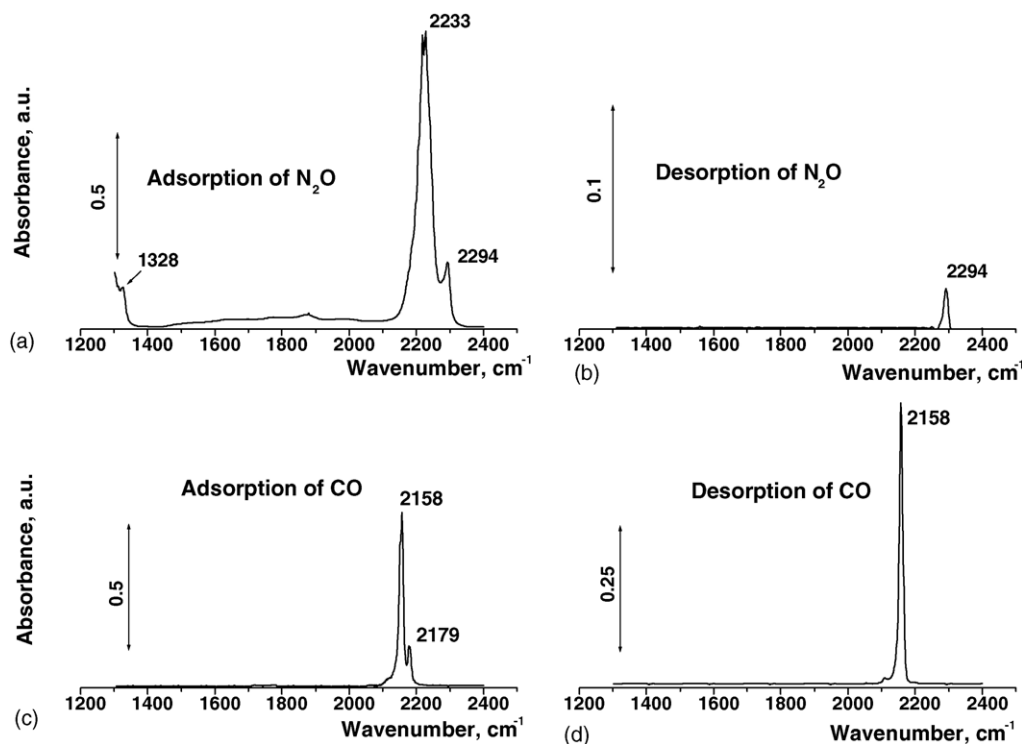 2233
Absorbance, a.u.
0.5
Adsorption of N2O
1328
2294
1200 1400 1600 1800 2000 2200 2400
Wavenumber, cm-1
(a)
0.1
Desorption of N2O
2294
1200 1400 1600 1800 2000 2200 2400
Wavenumber, cm-1
(b)
Absorbance, a.u.
0.5
Adsorption of CO
2158
2179
1200 1400 1600 1800 2000 2200 2400
Wavenumber, cm-1
(c)
2158
Desorption of CO
0.25
1200 1400 1600 1800 2000 2200 2400
Wavenumber, cm-1
(d)